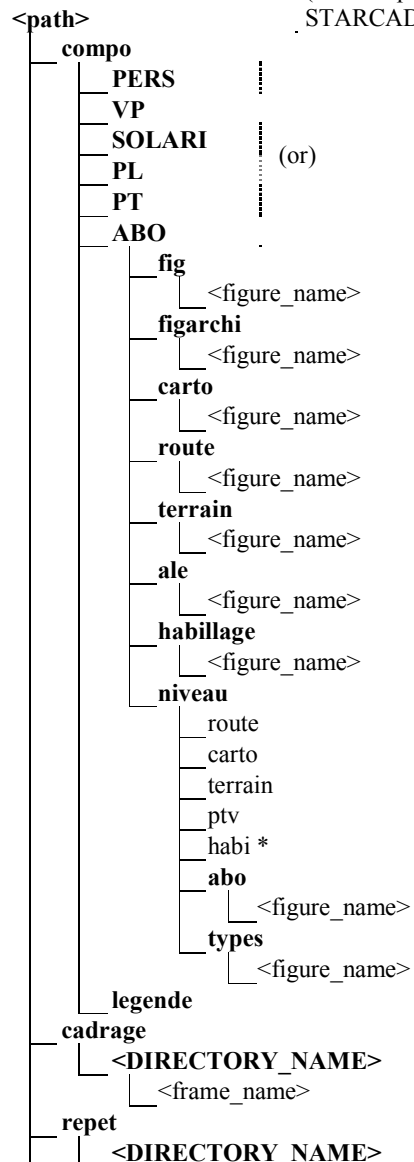 <path>
STARCAD
compo
PERS
VP
SOLARI
(or)
PL
PT
ABO
fig
<figure_name>
figarchi
<figure_name>
carto
<figure_name>
route
<figure_name>
terrain
<figure_name>
ale
<figure_name>
habillage
<figure_name>
niveau
route
carto
terrain
ptv
habi *
abo
<figure_name>
types
<figure_name>
legende
cadrage
<DIRECTORY_NAME>
<frame_name>
repet
<DIRECTORY_NAME>